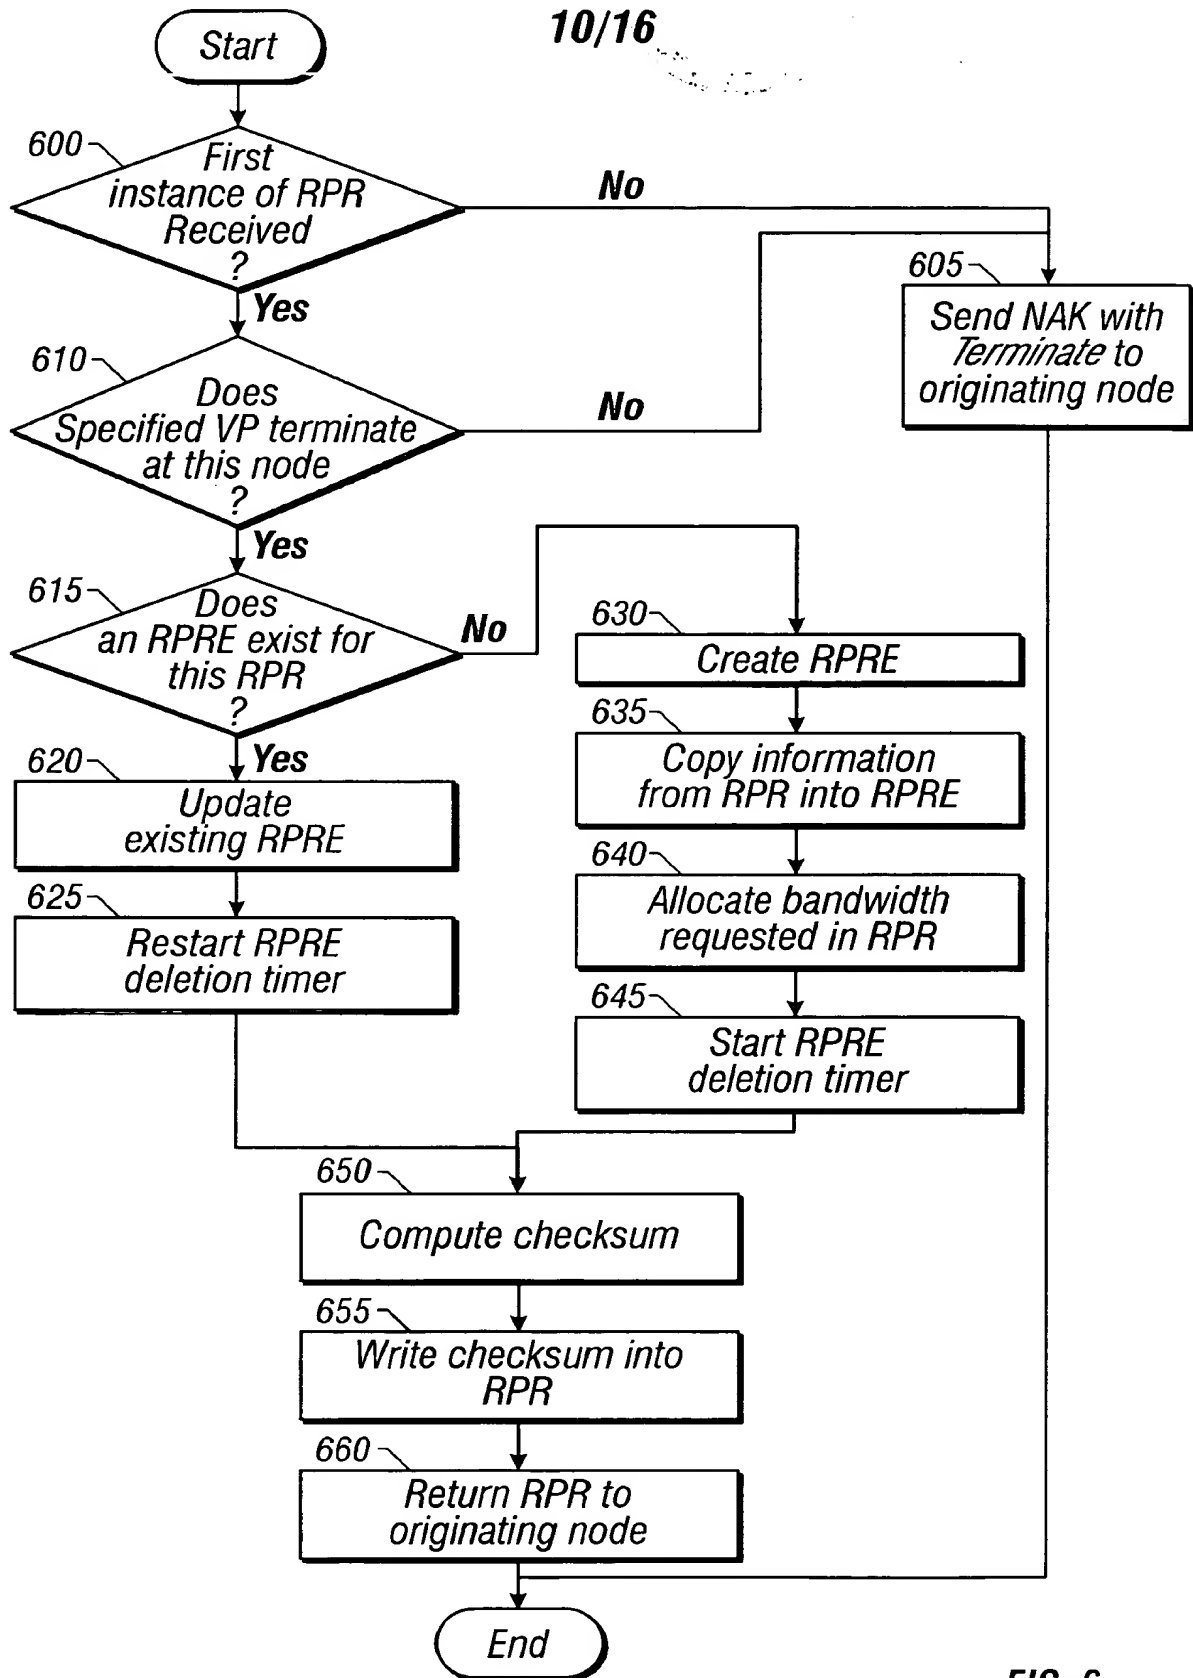 10/16
Start
600
First
instance of RPR
Received
?
No
Yes
605
Send NAK with
Terminate to
originating node
610
Does
Specified VP terminate
at this node
?
No
Yes
615
Does
an RPRE exist for
this RPR
?
No
Yes
620
Update
existing RPRE
625
Restart RPRE
deletion timer
630
Create RPRE
635
Copy information
from RPR into RPRE
640
Allocate bandwidth
requested in RPR
645
Start RPRE
deletion timer
650
Compute checksum
655
Write checksum into
RPR
660
Return RPR to
originating node
End
FIG. 6